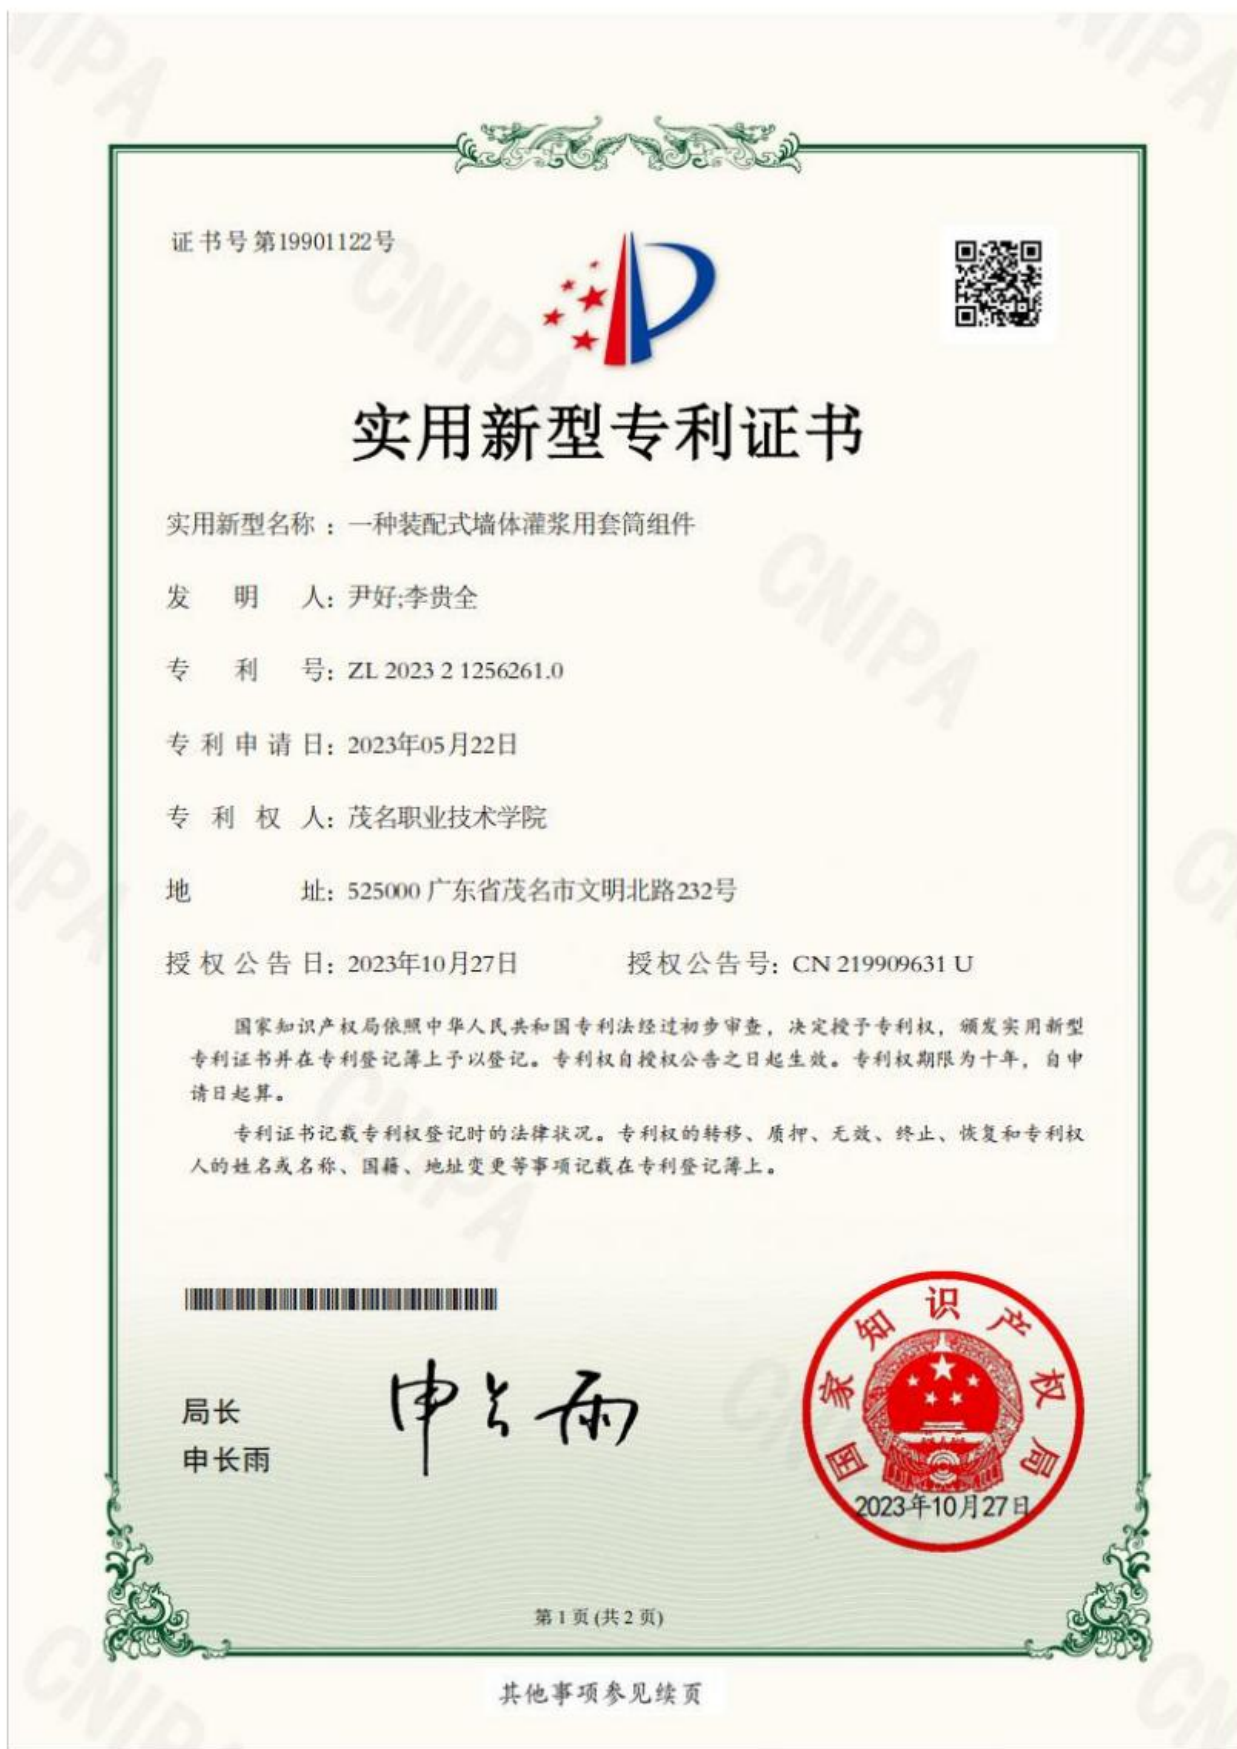 证书号第19901122号
实用新型专利证书
实用新型名称：一种装配式墙体灌浆用套筒组件
发明人：尹好;李贵全
专利号：ZL 2023 2 1256261.0
专利申请日：2023年05月22日
专利权人：茂名职业技术学院
地址：525000 广东省茂名市文明北路232号
授权公告日：2023年10月27日 授权公告号：CN 219909631 U
国家知识产权局依照中华人民共和国专利法经过初步审查，决定授予专利权，颁发实用新型
专利证书并在专利登记簿上予以登记。专利权自授权公告之日起生效。专利权期限为十年，自申
请日起算。
专利证书记载专利权登记时的法律状况。专利权的转移、质押、无效、终止、恢复和专利权
人的姓名或名称、国籍、地址变更等事项记载在专利登记簿上。
局长
申长雨
申长雨
国家知识产权局
2023年10月27日
第 1 页 (共 2 页)
其他事项参见续页
CNIPA
CNIPA
CNIPA
CNIPA
CNIPA
CNIPA